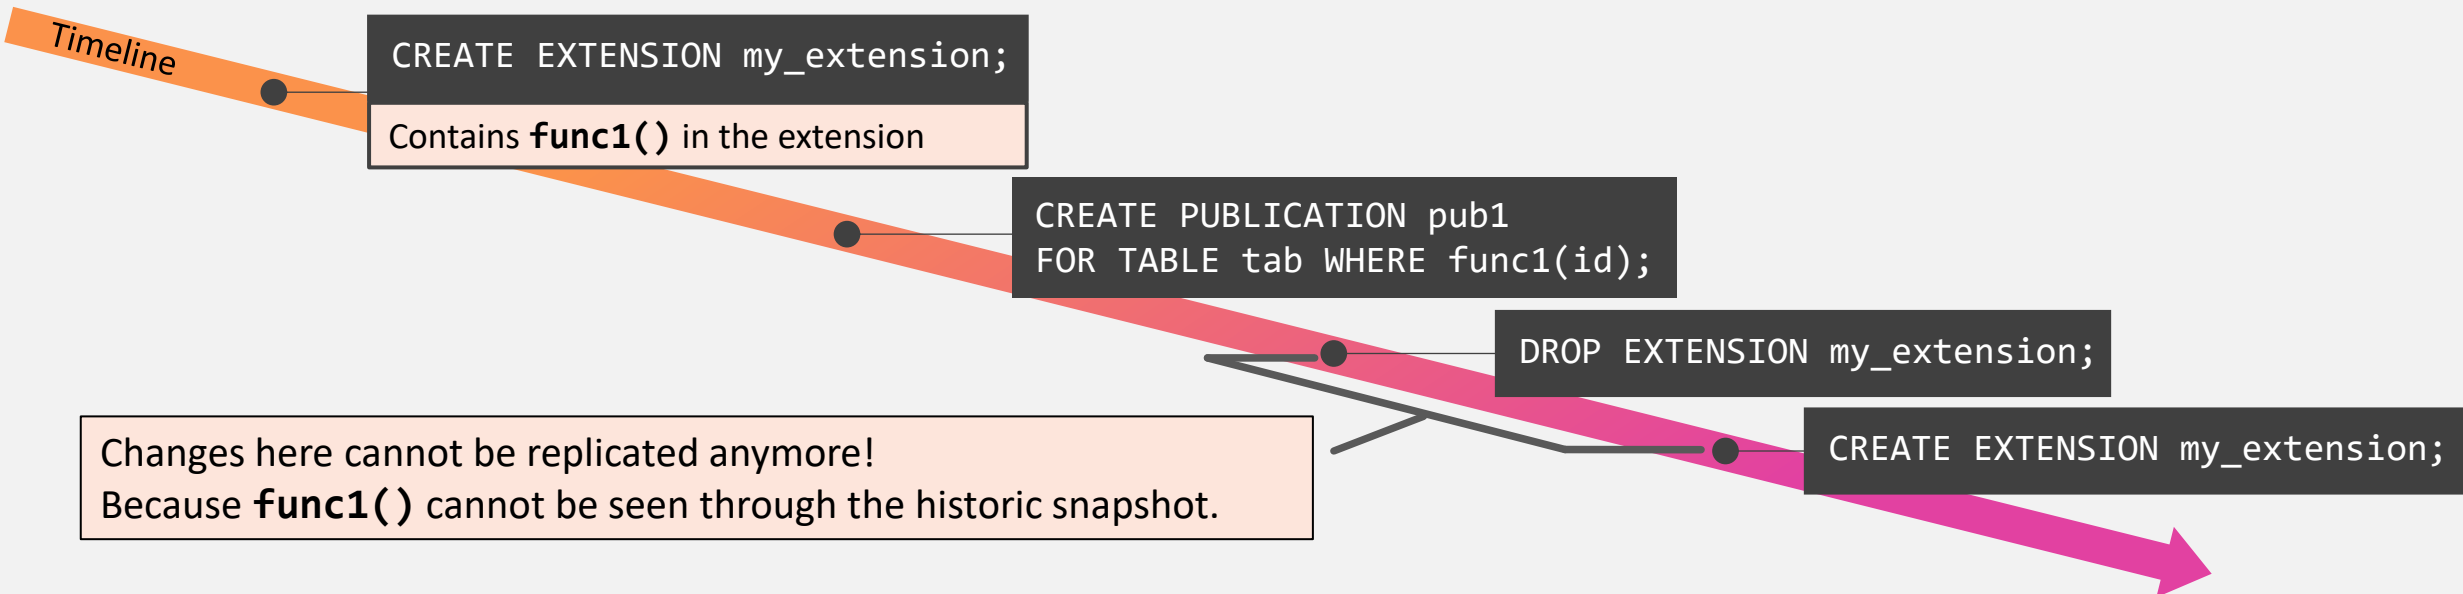 Timeline
CREATE EXTENSION my_extension;
Contains func1() in the extension
CREATE PUBLICATION pub1
FOR TABLE tab WHERE func1(id);
DROP EXTENSION my_extension;
CREATE EXTENSION my_extension;
Changes here cannot be replicated anymore!
Because func1() cannot be seen through the historic snapshot.